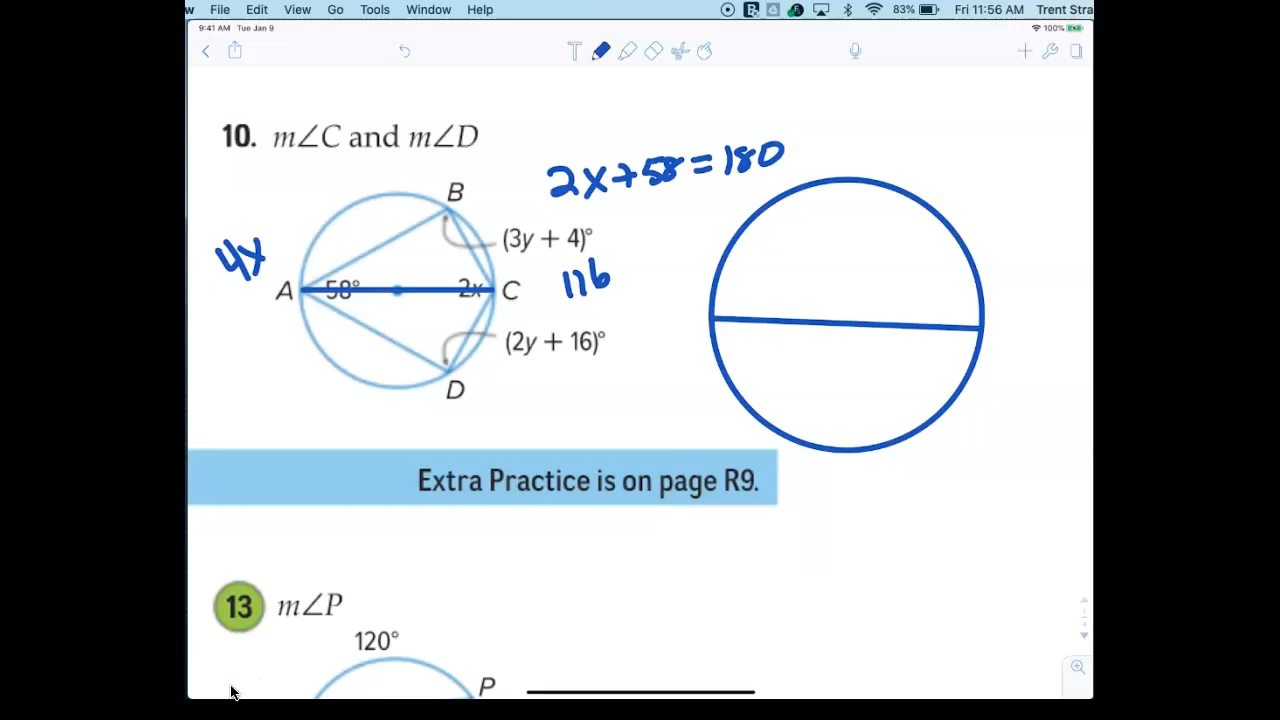 w File Edit View Go Tools Window Help 83% Fri 11:56 AM Trent Stra
9:41 AM Tue Jan 9 100%
10. m∠C and m∠D
2x+58=180
B
(3y + 4)°
4x
A 58° 2x C 116
(2y + 16)°
D
Extra Practice is on page R9.
13 m∠P
120°
P